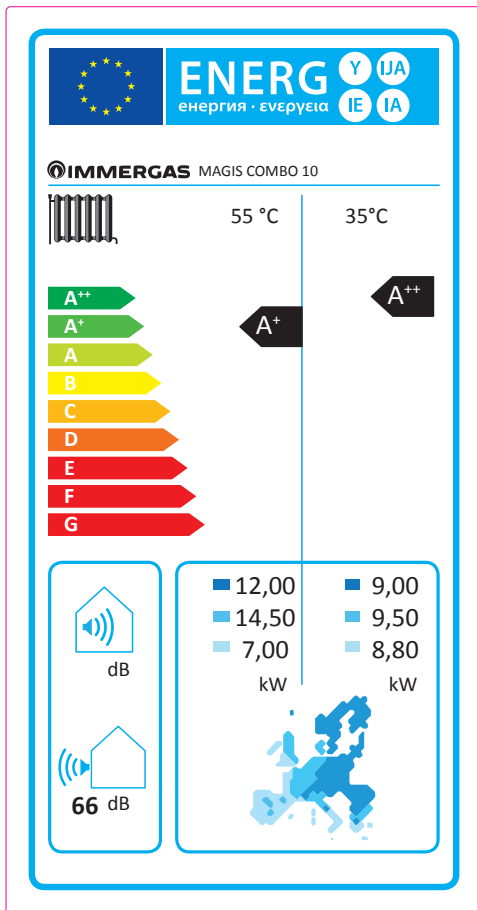 ENERG Y IJA
енергия · ενεργεια IE IA
IMMERGAS MAGIS COMBO 10
55 °C 35°C
A++
A++
A+
A+
A
B
C
D
E
F
G
12,00 9,00
14,50 9,50
7,00 8,80
kW kW
dB
66 dB